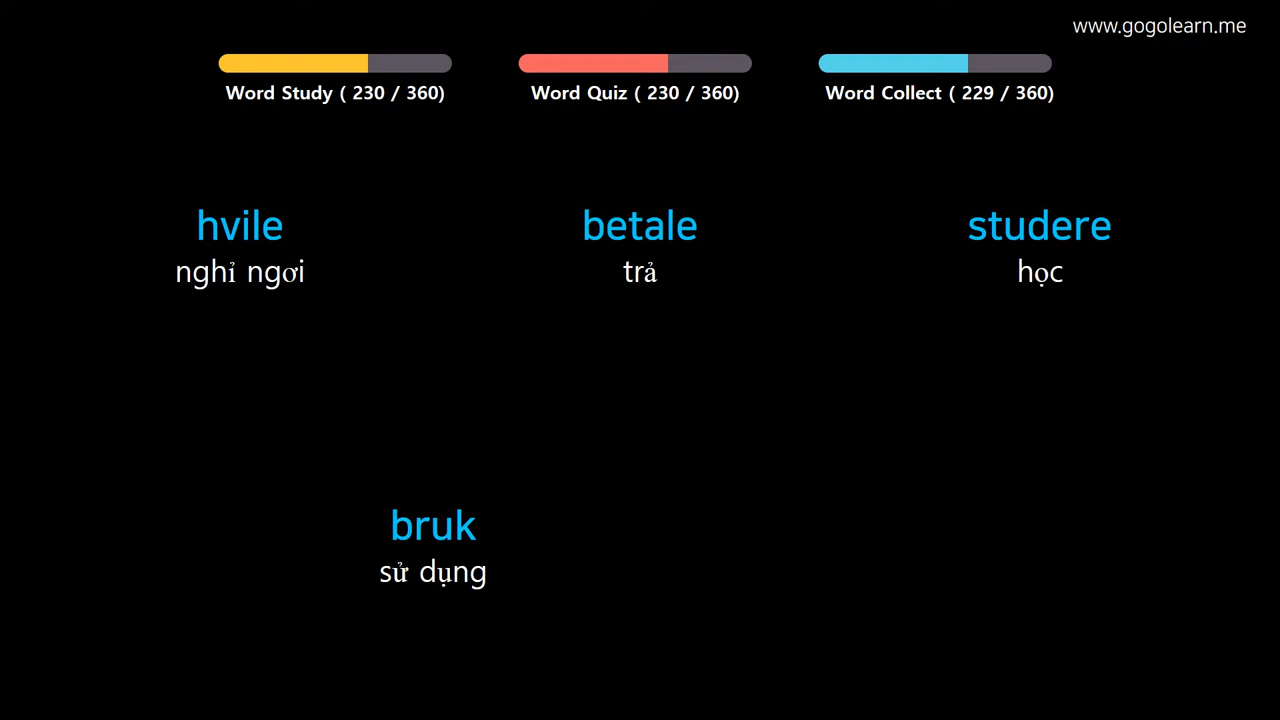 www.gogolearn.me
Word Study ( 230 / 360)
Word Quiz ( 230 / 360)
Word Collect ( 229 / 360)
hvile
nghỉ ngơi
betale
trả
studere
học
bruk
sử dụng